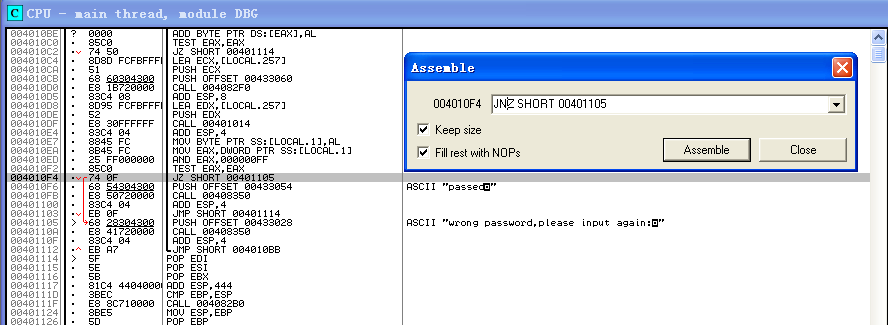 C CPU - main thread, module DBG
004010BE ? 0000 ADD BYTE PTR DS:[EAX],AL
004010C0 85C0 TEST EAX,EAX
004010C2 74 50 JZ SHORT 00401114
004010C4 8D8D FCFBFFF LEA ECX,[LOCAL.257]
004010CA 51 PUSH ECX
004010CB 68 60304300 PUSH OFFSET 00433060
004010D0 E8 1B720000 CALL 004082F0
004010D5 83C4 08 ADD ESP,8
004010D8 8D95 FCFBFFF LEA EDX,[LOCAL.257]
004010DE 52 PUSH EDX
004010DF E8 30FFFFFF CALL 00401014
004010E4 83C4 04 ADD ESP,4
004010E7 8845 FC MOV BYTE PTR SS:[LOCAL.1],AL
004010EA 8B45 FC MOV EAX,DWORD PTR SS:[LOCAL.1]
004010ED 25 FF000000 AND EAX,000000FF
004010F2 85C0 TEST EAX,EAX
004010F4 74 0F JZ SHORT 00401105
004010F6 68 54304300 PUSH OFFSET 00433054 ASCII "passed"
004010FB E8 50720000 CALL 00408350
00401100 83C4 04 ADD ESP,4
00401103 EB 0F JMP SHORT 00401114
00401105 > 68 28304300 PUSH OFFSET 00433028 ASCII "wrong password,please input again:"
0040110A E8 41720000 CALL 00408350
0040110F 83C4 04 ADD ESP,4
00401112 EB A7 JMP SHORT 004010BB
00401114 > 5F POP EDI
00401115 5E POP ESI
00401116 5B POP EBX
00401117 81C4 4404000 ADD ESP,444
0040111D 3BEC CMP EBP,ESP
0040111F E8 8C710000 CALL 004082B0
00401124 8BE5 MOV ESP,EBP
00401126 5D POP EBP
Assemble
004010F4 JNZ SHORT 00401105
Keep size
Fill rest with NOPs
Assemble Close